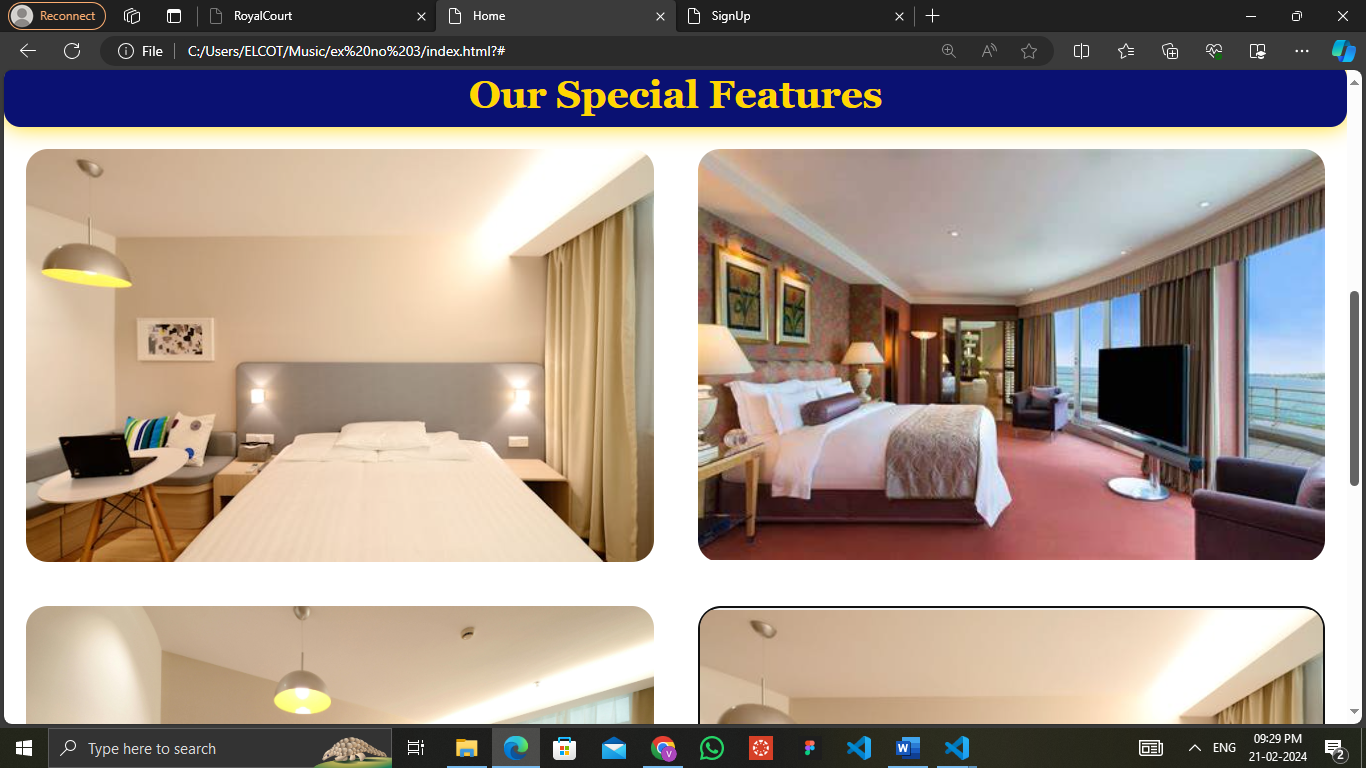 Reconnect
RoyalCourt
Home
SignUp
File
C:/Users/ELCOT/Music/ex%20no%203/index.html?#
Our Special Features
Type here to search
ENG
09:29 PM
21-02-2024
2